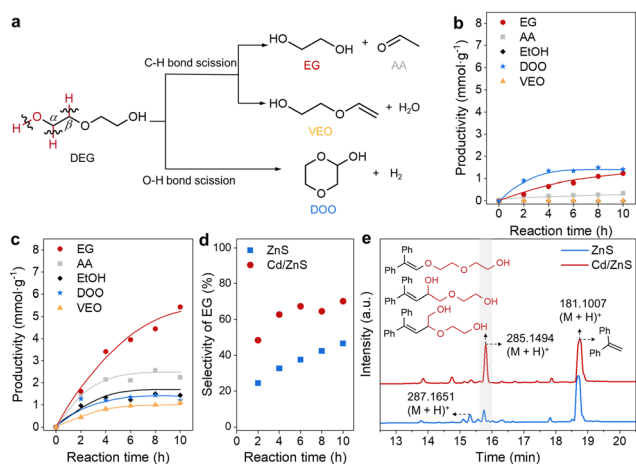 a
C-H bond scission
O-H bond scission
H
O
H
α
β
O
OH
DEG
HO
OH
EG
+
O
AA
HO
O
VEO
+ H₂O
O
OH
O
DOO
+ H₂
b
Productivity (mmol·g⁻¹)
8
7
6
5
4
3
2
1
0
EG
AA
EtOH
DOO
VEO
0 2 4 6 8 10
Reaction time (h)
c
Productivity (mmol·g⁻¹)
8
7
6
5
4
3
2
1
0
EG
AA
EtOH
DOO
VEO
0 2 4 6 8 10
Reaction time (h)
d
Selectivity of EG (%)
100
80
60
40
20
0
ZnS
Cd/ZnS
0 2 4 6 8 10
Reaction time (h)
e
Intensity (a.u.)
Ph
Ph
O
O
OH
Ph
OH
Ph
O
OH
Ph
OH
Ph
O
OH
ZnS
Cd/ZnS
181.1007
(M + H)⁺
Ph
Ph
285.1494
(M + H)⁺
287.1651
(M + H)⁺
13 14 15 16 17 18 19 20
Time (min)